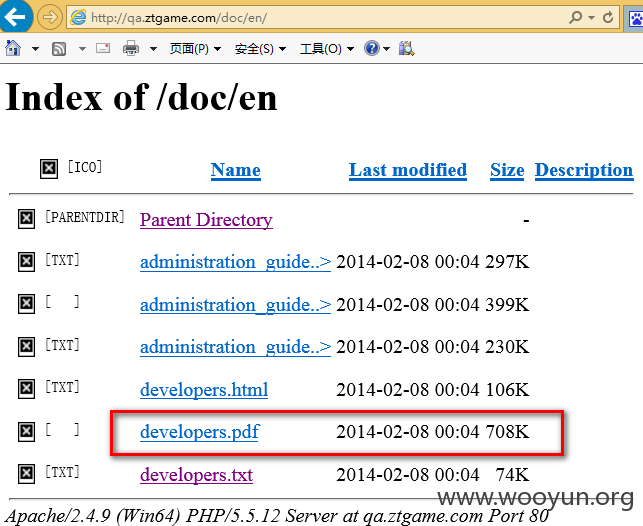 http://qa.ztgame.com/doc/en/
页面(P) 安全(S) 工具(O)
Index of /doc/en
[ICO] Name Last modified Size Description
[PARENTDIR] Parent Directory -
[TXT] administration_guide..> 2014-02-08 00:04 297K
[ ] administration_guide..> 2014-02-08 00:04 399K
[TXT] administration_guide..> 2014-02-08 00:04 230K
[TXT] developers.html 2014-02-08 00:04 106K
[ ] developers.pdf 2014-02-08 00:04 708K
[TXT] developers.txt 2014-02-08 00:04 74K
www.wooyun.org
Apache/2.4.9 (Win64) PHP/5.5.12 Server at qa.ztgame.com Port 80